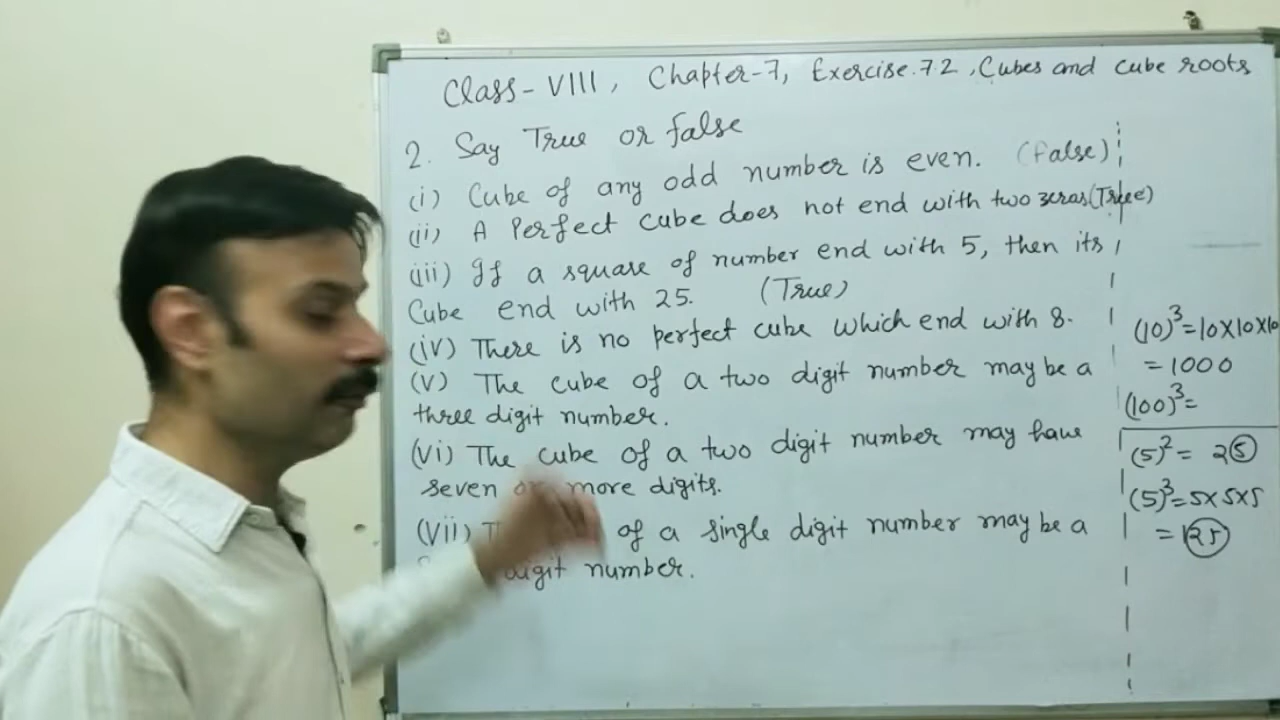 Class-VIII, Chapter-7, Exercise.7.2, Cubes and cube roots
2. Say True or false
(i) Cube of any odd number is even. (false)
(ii) A Perfect cube does not end with two zeros (True)
(iii) If a square of number end with 5, then its
Cube end with 25. (True)
(iv) There is no perfect cube which end with 8.
(v) The cube of a two digit number may be a
three digit number.
(vi) The cube of a two digit number may have
seven or more digits.
(vii) of a single digit number may be a
digit number.
(10)³=10×10×10
= 1000
(100)³=
(5)² = 25
(5)³=5×5×5
= 125